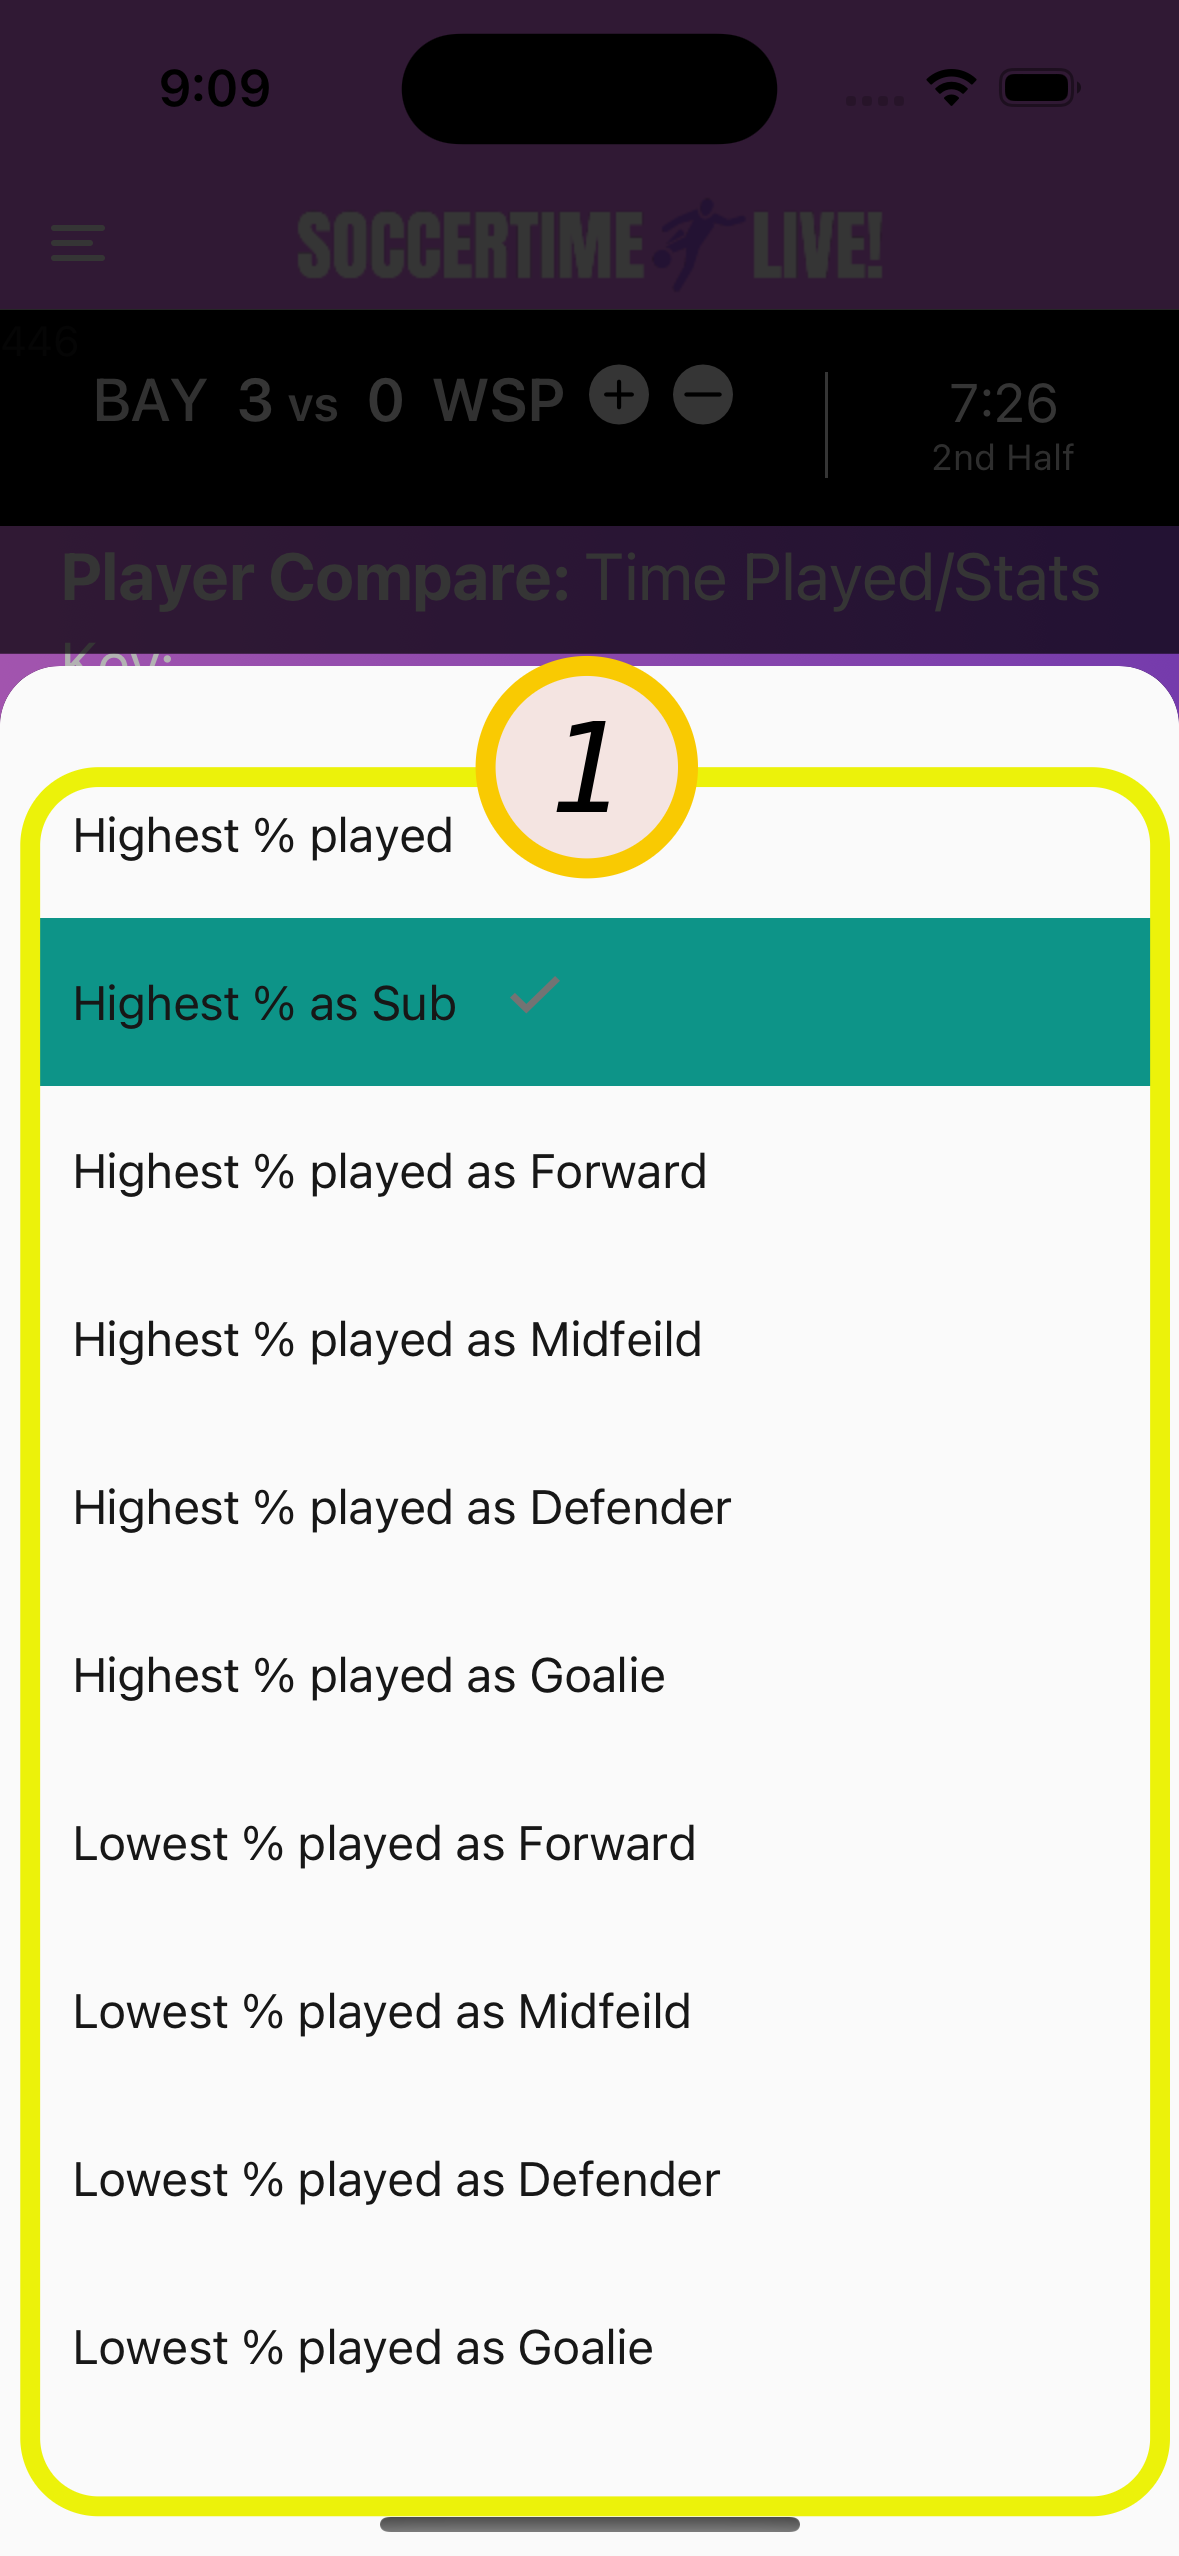 9:09
SOCCERTIME LIVE!
446
BAY 3 vs 0 WSP
7:26
2nd Half
Player Compare: Time Played/Stats
Key:
1
Highest % played
Highest % as Sub
Highest % played as Forward
Highest % played as Midfeild
Highest % played as Defender
Highest % played as Goalie
Lowest % played as Forward
Lowest % played as Midfeild
Lowest % played as Defender
Lowest % played as Goalie